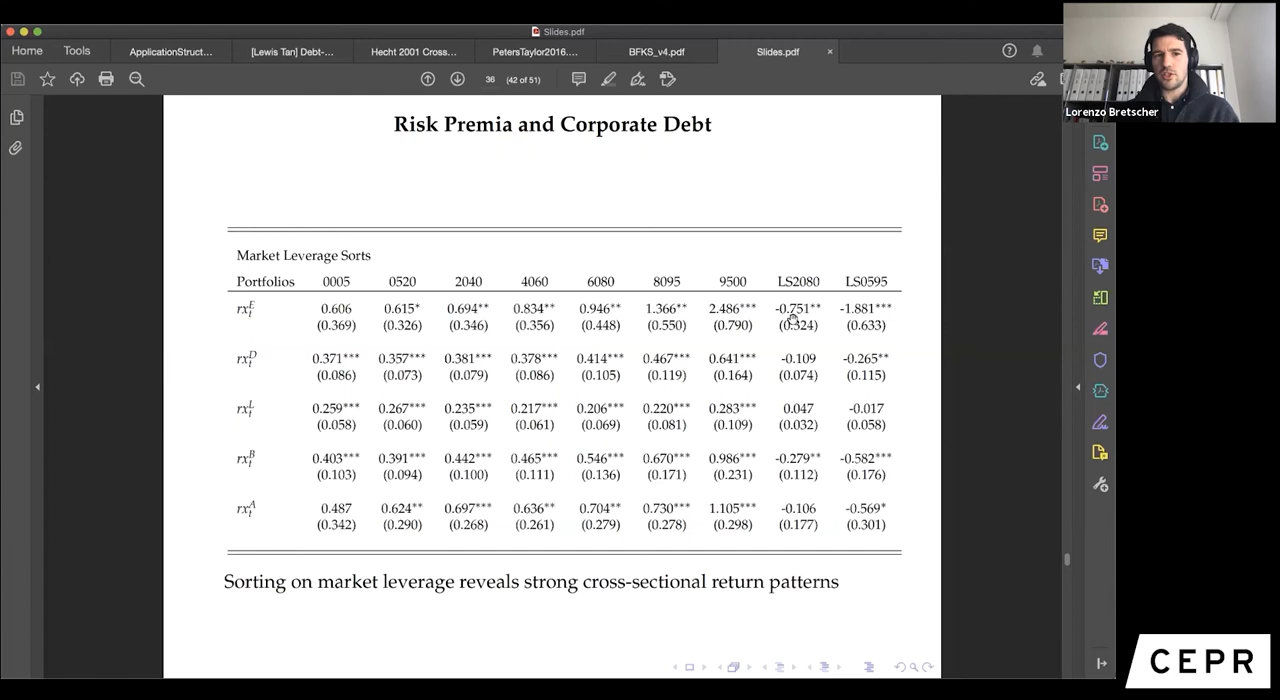 Slides.pdf
Home Tools ApplicationStruct... [Lewis Tan] Debt-... Hecht 2001 Cross... PetersTaylor2016.... BFKS_v4.pdf Slides.pdf ×
36 (42 of 51)
Lorenzo Bretscher
Risk Premia and Corporate Debt
Market Leverage Sorts
Portfolios 0005 0520 2040 4060 6080 8095 9500 LS2080 LS0595
rx_t^E 0.606 0.615* 0.694** 0.834** 0.946** 1.366** 2.486*** -0.751** -1.881***
(0.369) (0.326) (0.346) (0.356) (0.448) (0.550) (0.790) (0.324) (0.633)
rx_t^D 0.371*** 0.357*** 0.381*** 0.378*** 0.414*** 0.467*** 0.641*** -0.109 -0.265**
(0.086) (0.073) (0.079) (0.086) (0.105) (0.119) (0.164) (0.074) (0.115)
rx_t^L 0.259*** 0.267*** 0.235*** 0.217*** 0.206*** 0.220*** 0.283*** 0.047 -0.017
(0.058) (0.060) (0.059) (0.061) (0.069) (0.081) (0.109) (0.032) (0.058)
rx_t^B 0.403*** 0.391*** 0.442*** 0.465*** 0.546*** 0.670*** 0.986*** -0.279** -0.582***
(0.103) (0.094) (0.100) (0.111) (0.136) (0.171) (0.231) (0.112) (0.176)
rx_t^A 0.487 0.624** 0.697*** 0.636** 0.704** 0.730*** 1.105*** -0.106 -0.569*
(0.342) (0.290) (0.268) (0.261) (0.279) (0.278) (0.298) (0.177) (0.301)
Sorting on market leverage reveals strong cross-sectional return patterns
CEPR